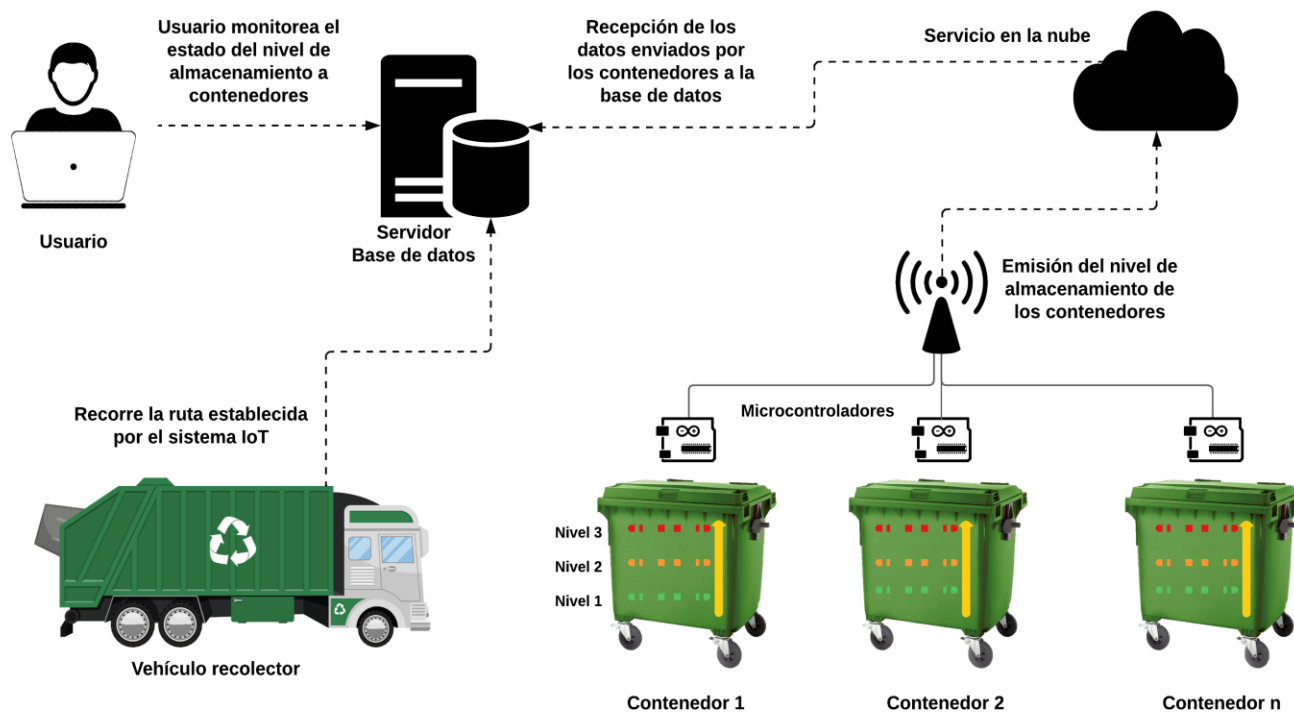 Usuario monitorea el
estado del nivel de
almacenamiento a
contenedores
Recepción de los
datos enviados por
los contenedores a la
base de datos
Servicio en la nube
Usuario
Servidor
Base de datos
Emisión del nivel de
almacenamiento de
los contenedores
Recorre la ruta establecida
por el sistema IoT
Microcontroladores
Nivel 3
Nivel 2
Nivel 1
Vehículo recolector
Contenedor 1
Contenedor 2
Contenedor n